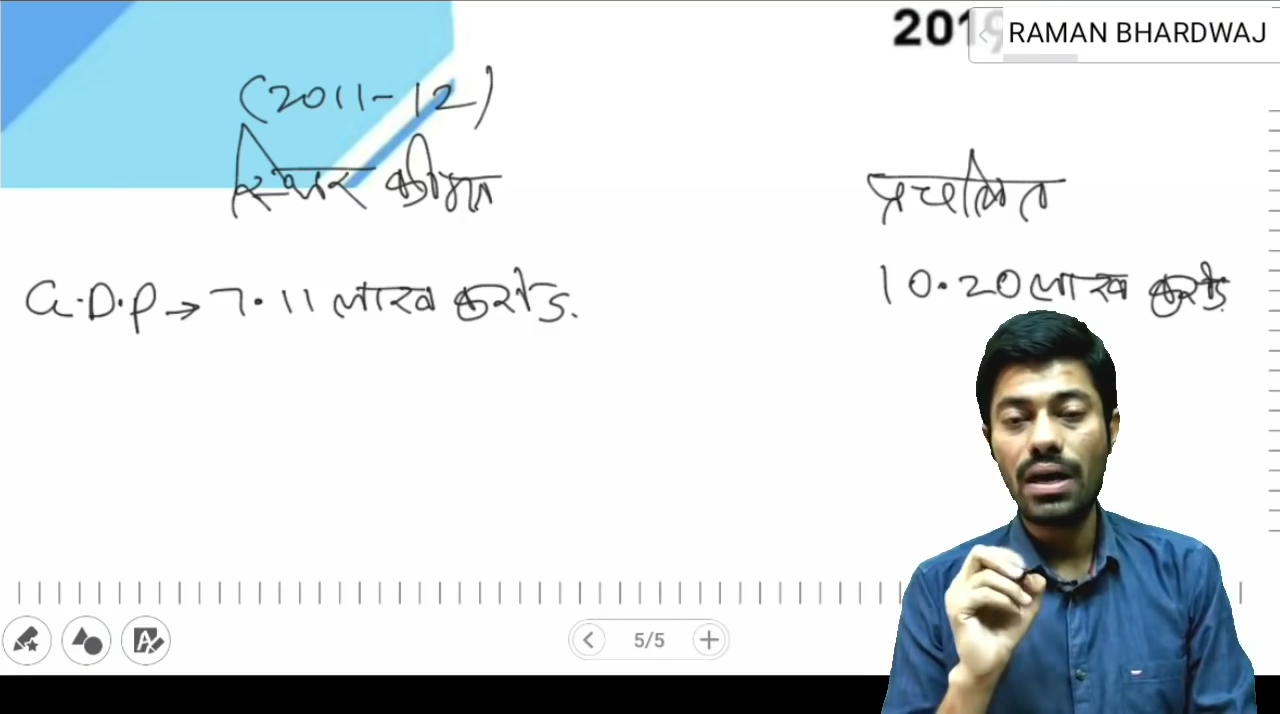 2019
RAMAN BHARDWAJ
(2011-12)
स्थिर कीमत
प्रचलित
G.D.P → 7.11 लाख करोड.
10.20 लाख करोड.
5/5